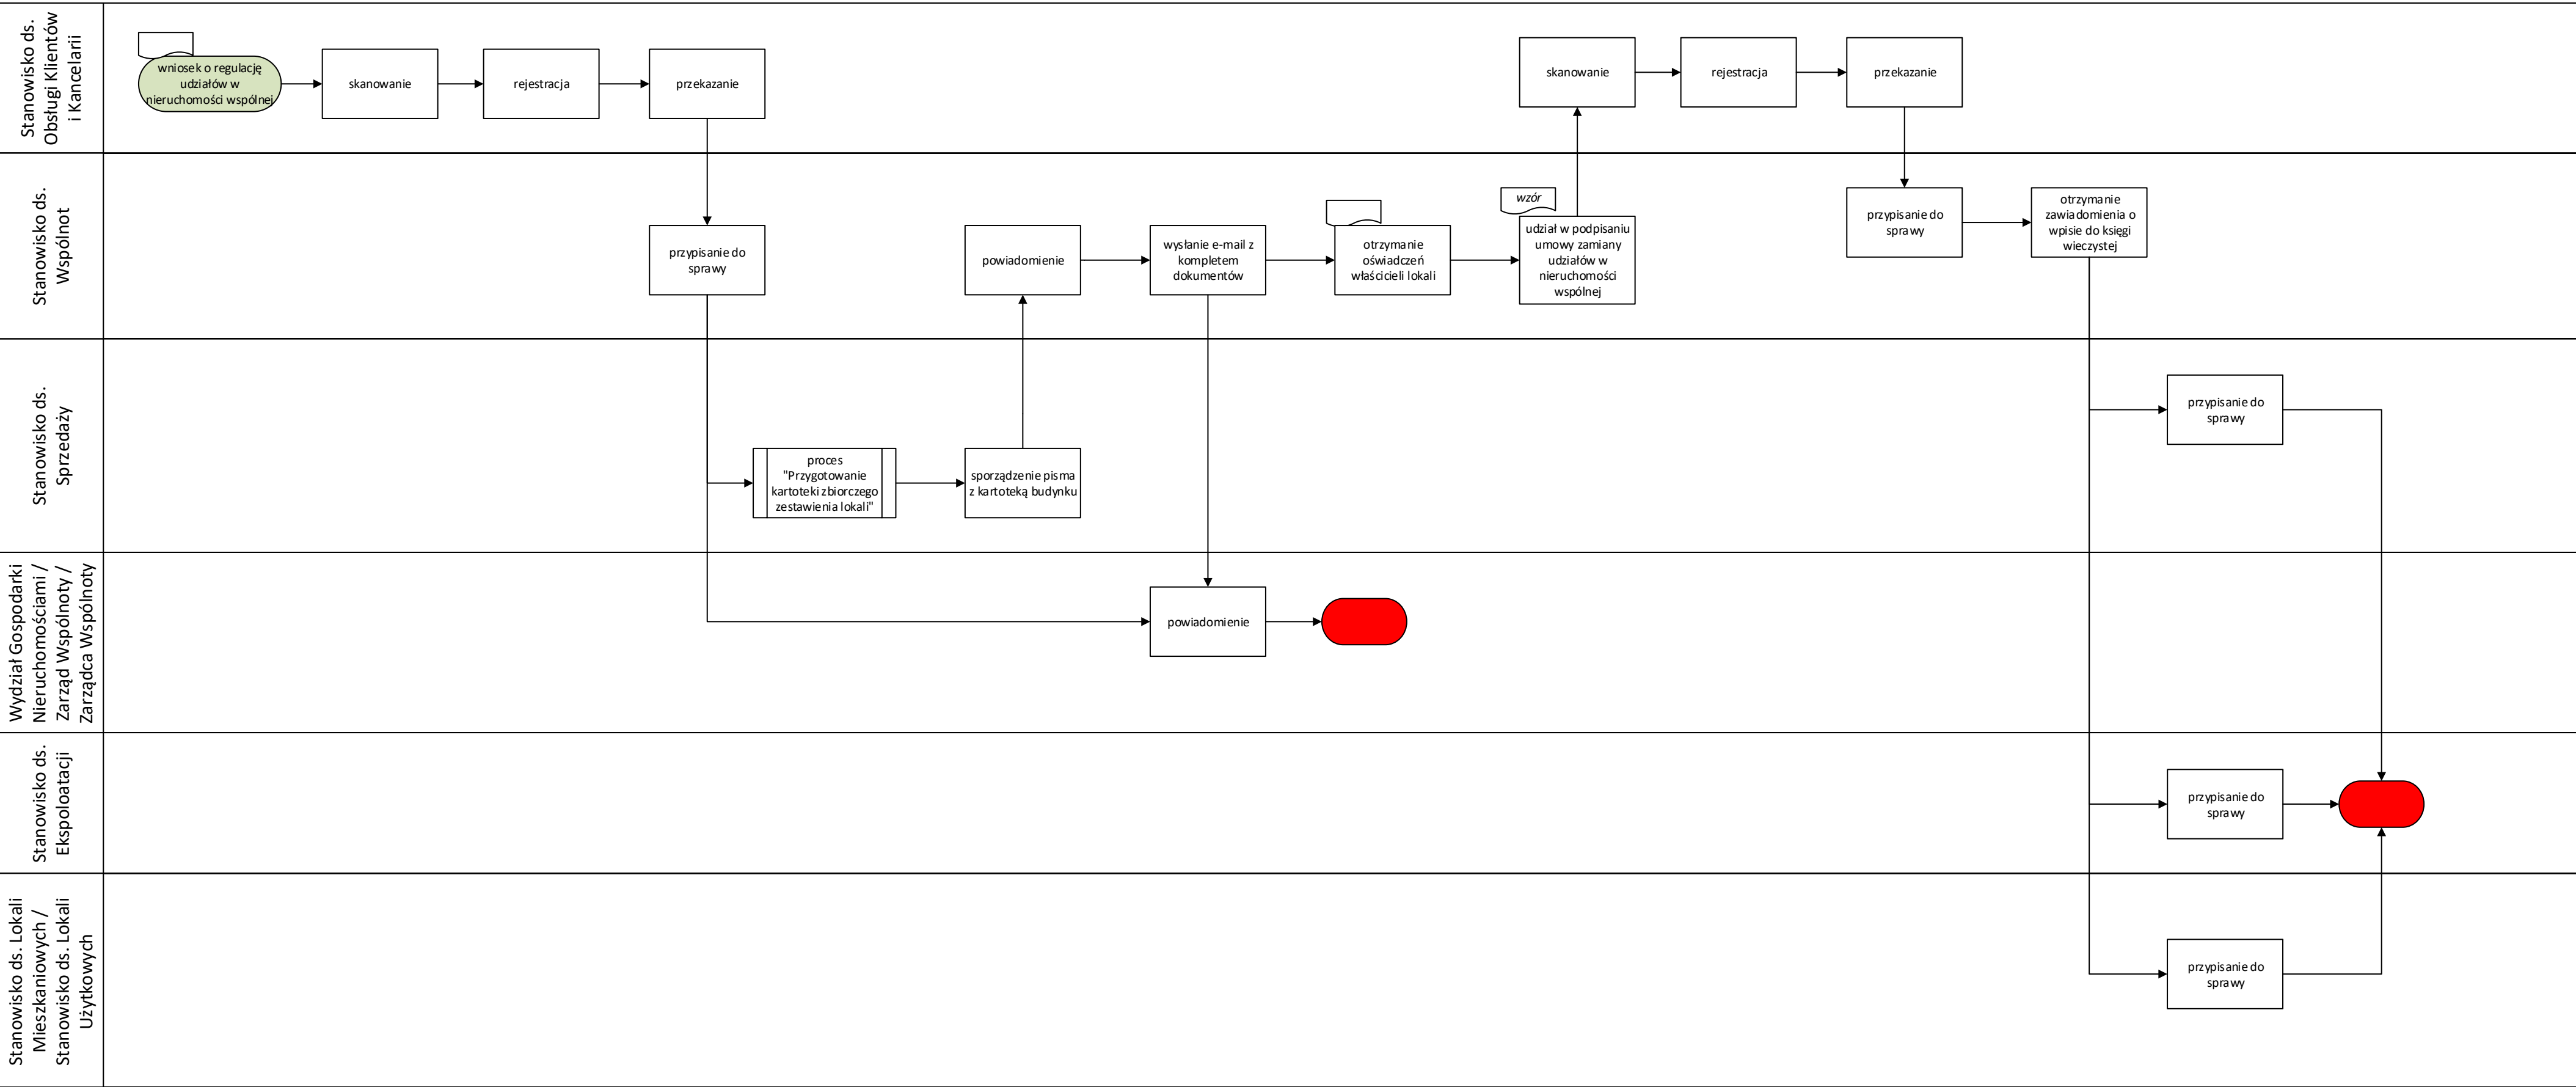 Stanowisko ds.
Obsługi Klientów
i Kancelarii
wniosek o regulację
udziałów w
nieruchomości wspólnej
skanowanie
rejestracja
przekazanie
skanowanie
rejestracja
przekazanie
Stanowisko ds.
Wspólnot
przypisanie do
sprawy
powiadomienie
wysłanie e-mail z
kompletem
dokumentów
otrzymanie
oświadczeń
właścicieli lokali
wzór
udział w podpisaniu
umowy zamiany
udziałów w
nieruchomości
wspólnej
przypisanie do
sprawy
otrzymanie
zawiadomienia o
wpisie do księgi
wieczystej
Stanowisko ds.
Sprzedaży
proces
"Przygotowanie
kartoteki zbiorczego
zestawienia lokali"
sporządzenie pisma
z kartoteką budynku
przypisanie do
sprawy
Wydział Gospodarki
Nieruchomościami /
Zarząd Wspólnoty /
Zarządca Wspólnoty
powiadomienie
Stanowisko ds.
Ekspoloatacji
przypisanie do
sprawy
Stanowisko ds. Lokali
Mieszkaniowych /
Stanowisko ds. Lokali
Użytkowych
przypisanie do
sprawy